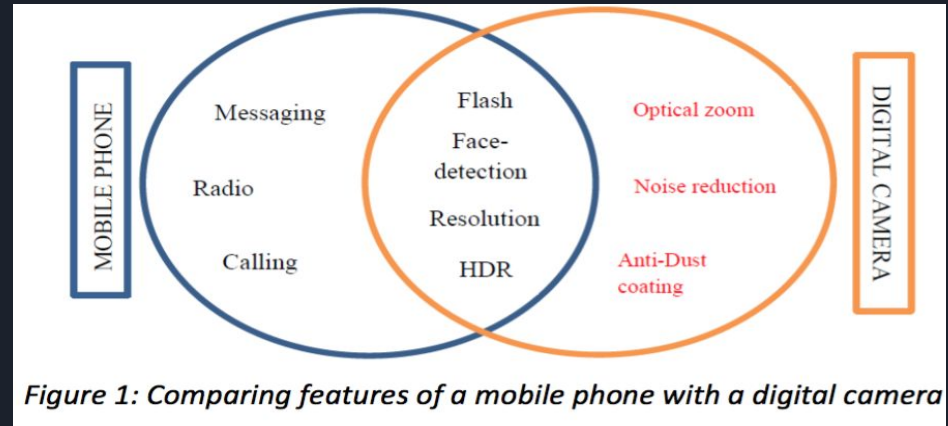 MOBILE PHONE
Messaging
Radio
Calling
Flash
Face-
detection
Resolution
HDR
Optical zoom
Noise reduction
Anti-Dust
coating
DIGITAL CAMERA
Figure 1: Comparing features of a mobile phone with a digital camera